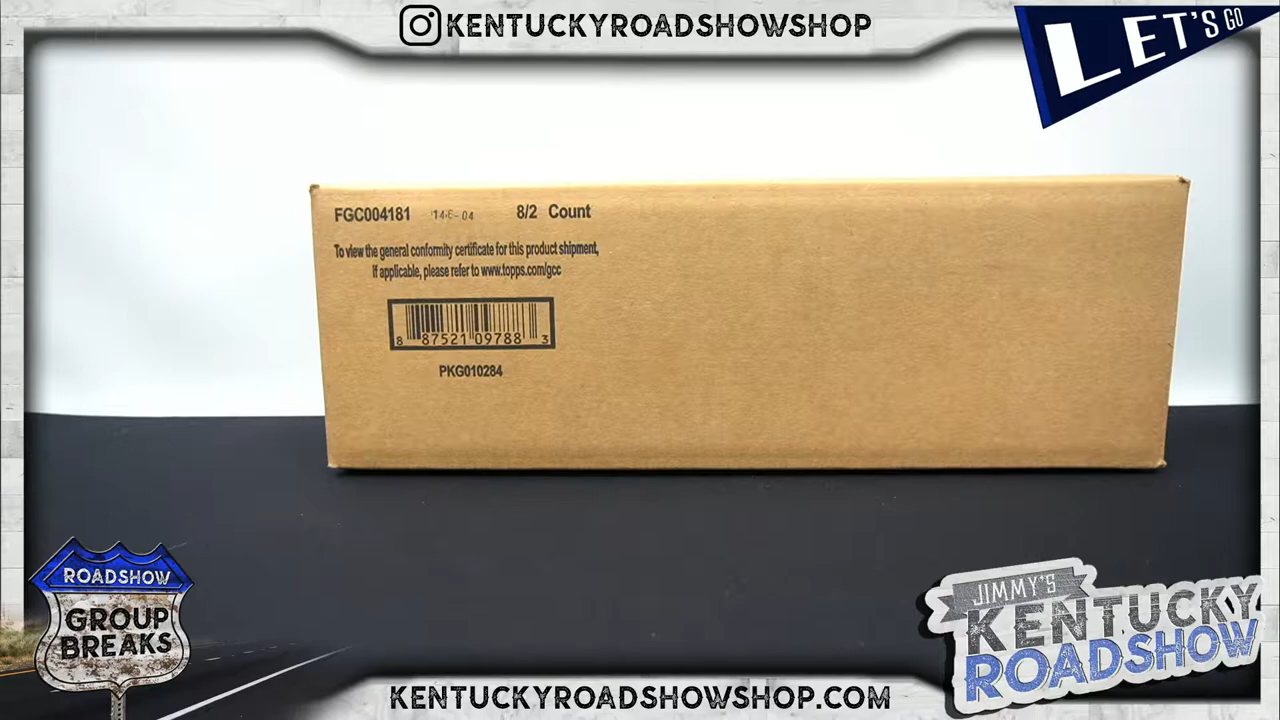 KENTUCKYROADSHOWSHOP
LET'S GO
FGC004181 8/2 Count
To view the general conformity certificate for this product shipment,
if applicable, please refer to www.topps.com/gcc
8 87521 09788 3
PKG010284
ROADSHOW
GROUP
BREAKS
JIMMY'S
KENTUCKY
ROADSHOW
KENTUCKYROADSHOWSHOP.COM